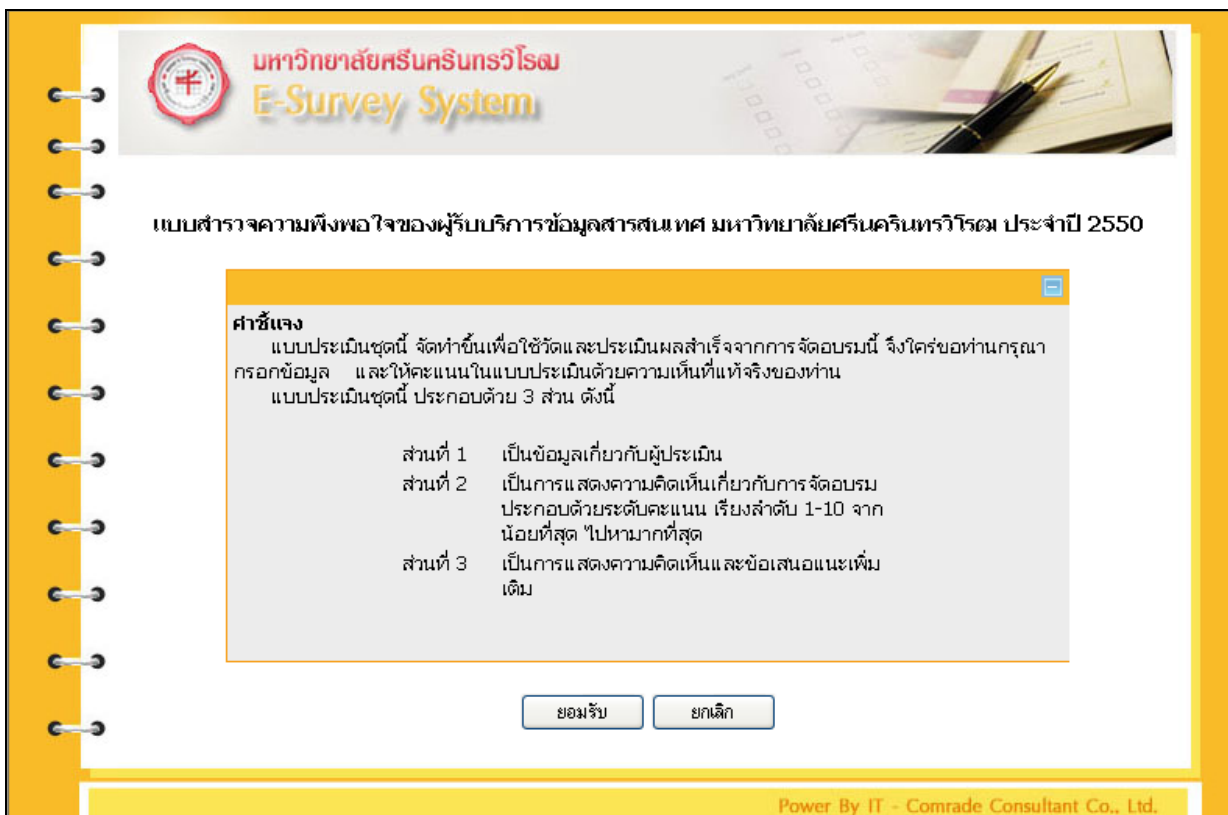 มหาวิทยาลัยศรีนครินทรวิโรฒ
E-Survey System
แบบสำรวจความพึงพอใจของผู้รับบริการข้อมูลสารสนเทศ มหาวิทยาลัยศรีนครินทรวิโรฒ ประจำปี 2550
คำชี้แจง
แบบประเมินชุดนี้ จัดทำขึ้นเพื่อใช้วัดและประเมินผลสำเร็จจากการจัดอบรมนี้ จึงใคร่ขอท่านกรุณา
กรอกข้อมูล และให้คะแนนในแบบประเมินด้วยความเห็นที่แท้จริงของท่าน
แบบประเมินชุดนี้ ประกอบด้วย 3 ส่วน ดังนี้
ส่วนที่ 1 เป็นข้อมูลเกี่ยวกับผู้ประเมิน
ส่วนที่ 2 เป็นการแสดงความคิดเห็นเกี่ยวกับการจัดอบรม
ประกอบด้วยระดับคะแนน เรียงลำดับ 1-10 จาก
น้อยที่สุด ไปหามากที่สุด
ส่วนที่ 3 เป็นการแสดงความคิดเห็นและข้อเสนอแนะเพิ่ม
เติม
ยอมรับ ยกเลิก
Power By IT - Comrade Consultant Co., Ltd.